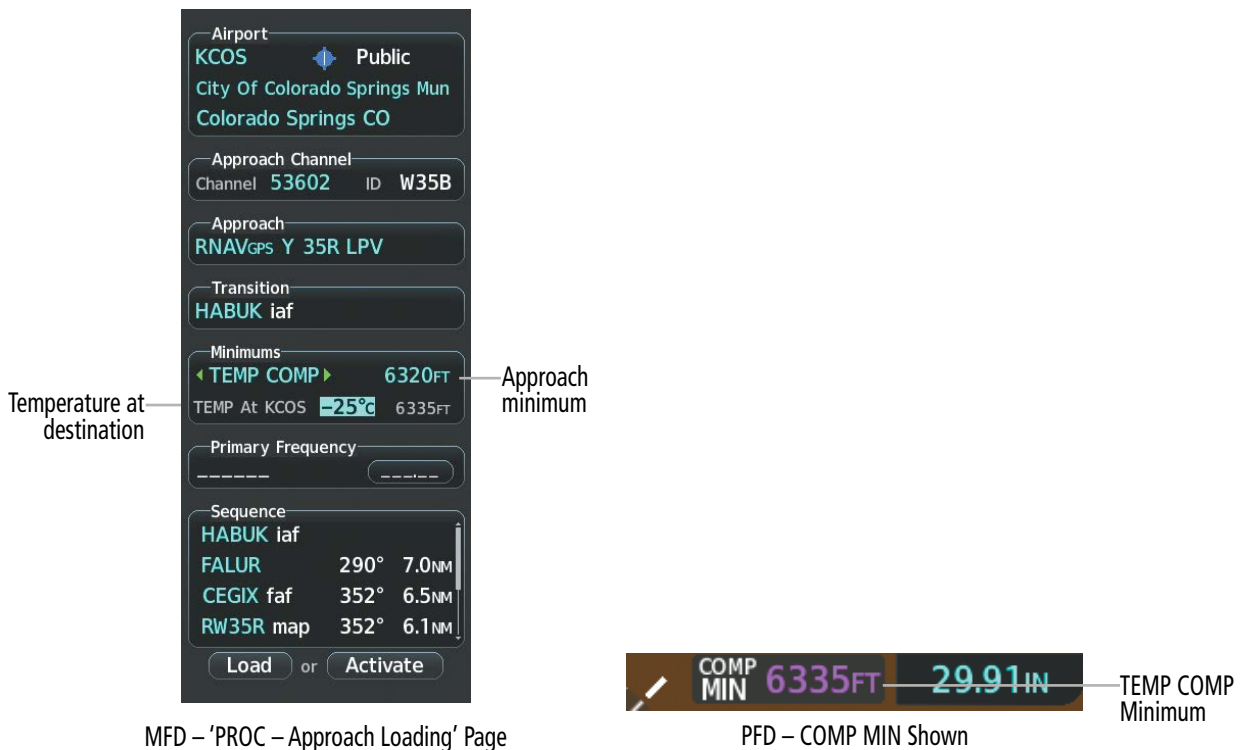 Airport
KCOS Public
City Of Colorado Springs Mun
Colorado Springs CO
Approach Channel
Channel 53602 ID W35B
Approach
RNAVGPS Y 35R LPV
Transition
HABUK iaf
Minimums
TEMP COMP 6320FT
TEMP At KCOS -25°C 6335FT
Temperature at
destination
Approach
minimum
Primary Frequency
______ ___.__
Sequence
HABUK iaf
FALUR 290° 7.0NM
CEGIX faf 352° 6.5NM
RW35R map 352° 6.1NM
Load or Activate
MFD – 'PROC – Approach Loading' Page
COMP
MIN 6335FT 29.91IN
TEMP COMP
Minimum
PFD – COMP MIN Shown